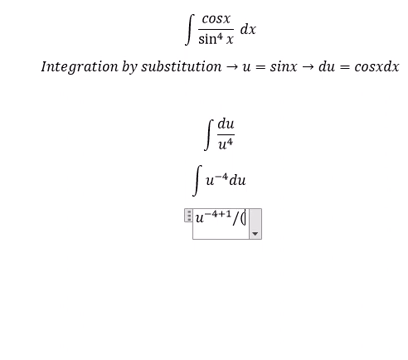 ∫ cosx / sin⁴ x dx
Integration by substitution → u = sinx → du = cosxdx
∫ du / u⁴
∫ u⁻⁴du
u⁻⁴⁺¹/(